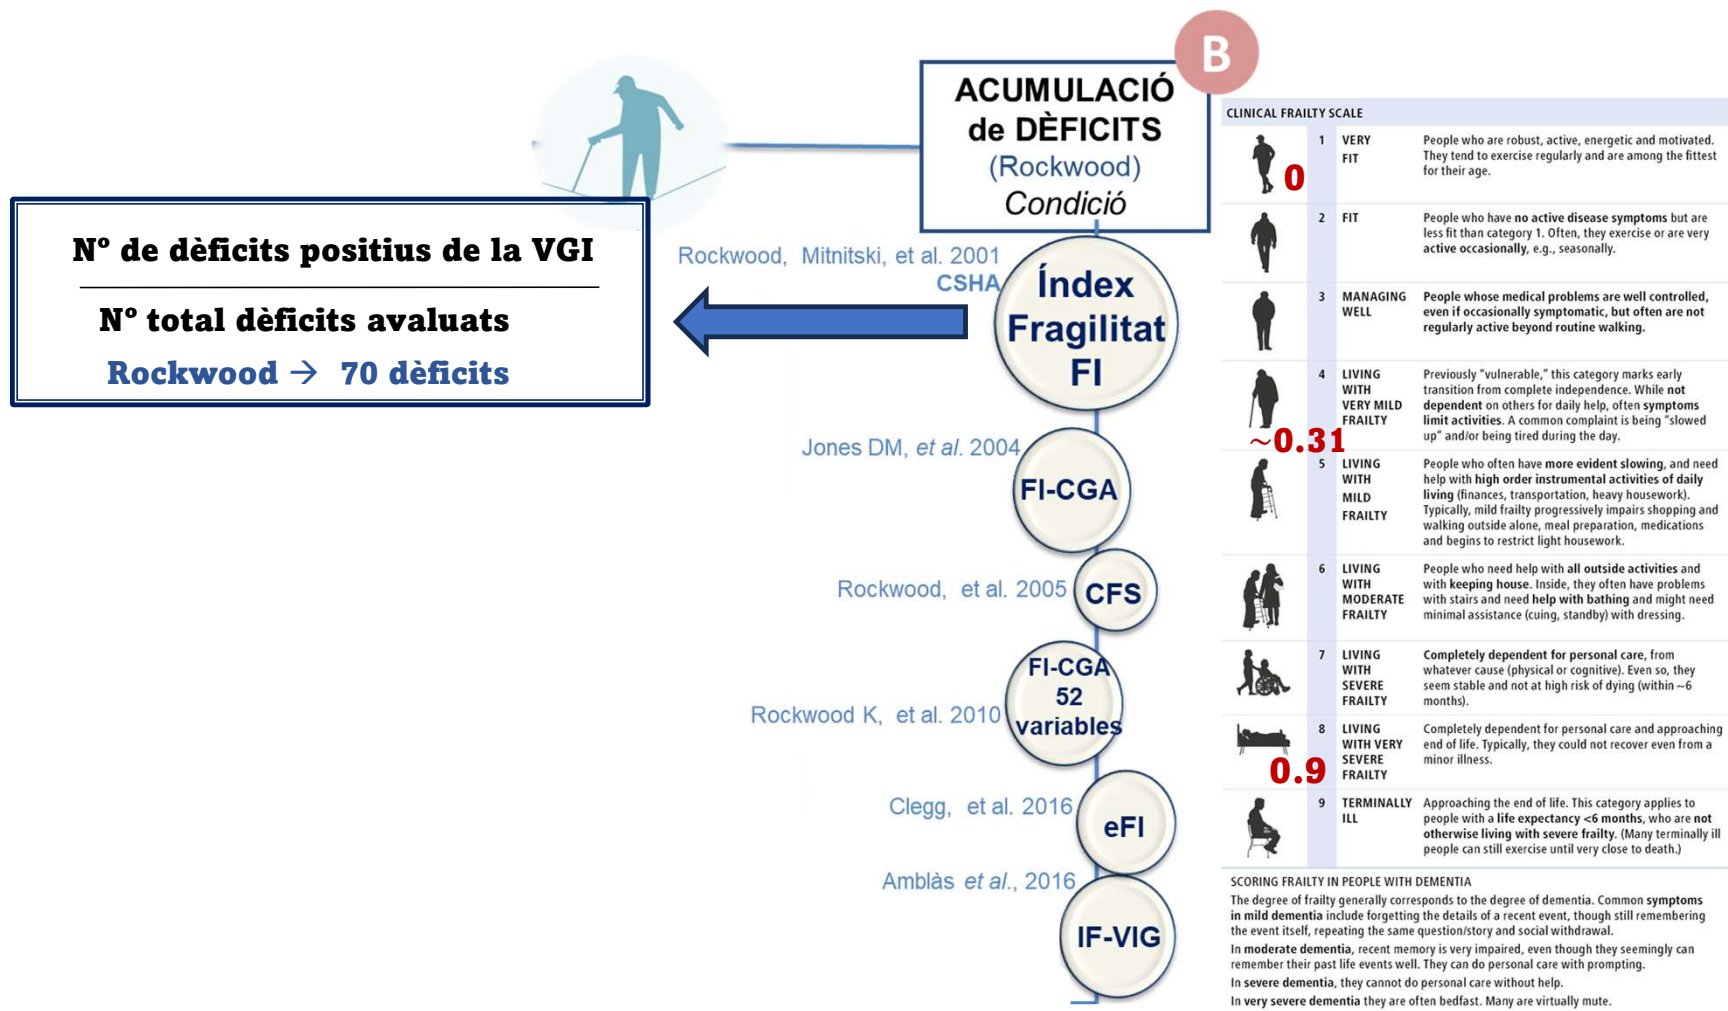 B
ACUMULACIÓ
de DÈFICITS
(Rockwood)
Condició
Nº de dèficits positius de la VGI
Nº total dèficits avaluats
Rockwood → 70 dèficits
Rockwood, Mitnitski, et al. 2001
CSHA
Índex
Fragilitat
FI
Jones DM, et al. 2004
FI-CGA
Rockwood, et al. 2005
CFS
Rockwood K, et al. 2010
FI-CGA
52
variables
Clegg, et al. 2016
eFI
Amblàs et al., 2016
IF-VIG
CLINICAL FRAILTY SCALE
0
1 VERY
FIT
People who are robust, active, energetic and motivated.
They tend to exercise regularly and are among the fittest
for their age.
2 FIT
People who have no active disease symptoms but are
less fit than category 1. Often, they exercise or are very
active occasionally, e.g., seasonally.
3 MANAGING
WELL
People whose medical problems are well controlled,
even if occasionally symptomatic, but often are not
regularly active beyond routine walking.
4 LIVING
WITH
VERY MILD
FRAILTY
Previously "vulnerable," this category marks early
transition from complete independence. While not
dependent on others for daily help, often symptoms
limit activities. A common complaint is being "slowed
up" and/or being tired during the day.
~0.31
5 LIVING
WITH
MILD
FRAILTY
People who often have more evident slowing, and need
help with high order instrumental activities of daily
living (finances, transportation, heavy housework).
Typically, mild frailty progressively impairs shopping and
walking outside alone, meal preparation, medications
and begins to restrict light housework.
6 LIVING
WITH
MODERATE
FRAILTY
People who need help with all outside activities and
with keeping house. Inside, they often have problems
with stairs and need help with bathing and might need
minimal assistance (cuing, standby) with dressing.
7 LIVING
WITH
SEVERE
FRAILTY
Completely dependent for personal care, from
whatever cause (physical or cognitive). Even so, they
seem stable and not at high risk of dying (within ~6
months).
8 LIVING
WITH VERY
SEVERE
FRAILTY
Completely dependent for personal care and approaching
end of life. Typically, they could not recover even from a
minor illness.
0.9
9 TERMINALLY
ILL
Approaching the end of life. This category applies to
people with a life expectancy <6 months, who are not
otherwise living with severe frailty. (Many terminally ill
people can still exercise until very close to death.)
SCORING FRAILTY IN PEOPLE WITH DEMENTIA
The degree of frailty generally corresponds to the degree of dementia. Common symptoms
in mild dementia include forgetting the details of a recent event, though still remembering
the event itself, repeating the same question/story and social withdrawal.
In moderate dementia, recent memory is very impaired, even though they seemingly can
remember their past life events well. They can do personal care with prompting.
In severe dementia, they cannot do personal care without help.
In very severe dementia they are often bedfast. Many are virtually mute.